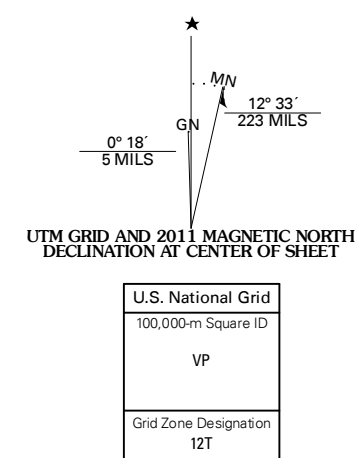 ★
MN
GN
12° 33´
223 MILS
0° 18´
5 MILS
UTM GRID AND 2011 MAGNETIC NORTH
DECLINATION AT CENTER OF SHEET
U.S. National Grid
100,000-m Square ID
VP
Grid Zone Designation
12T